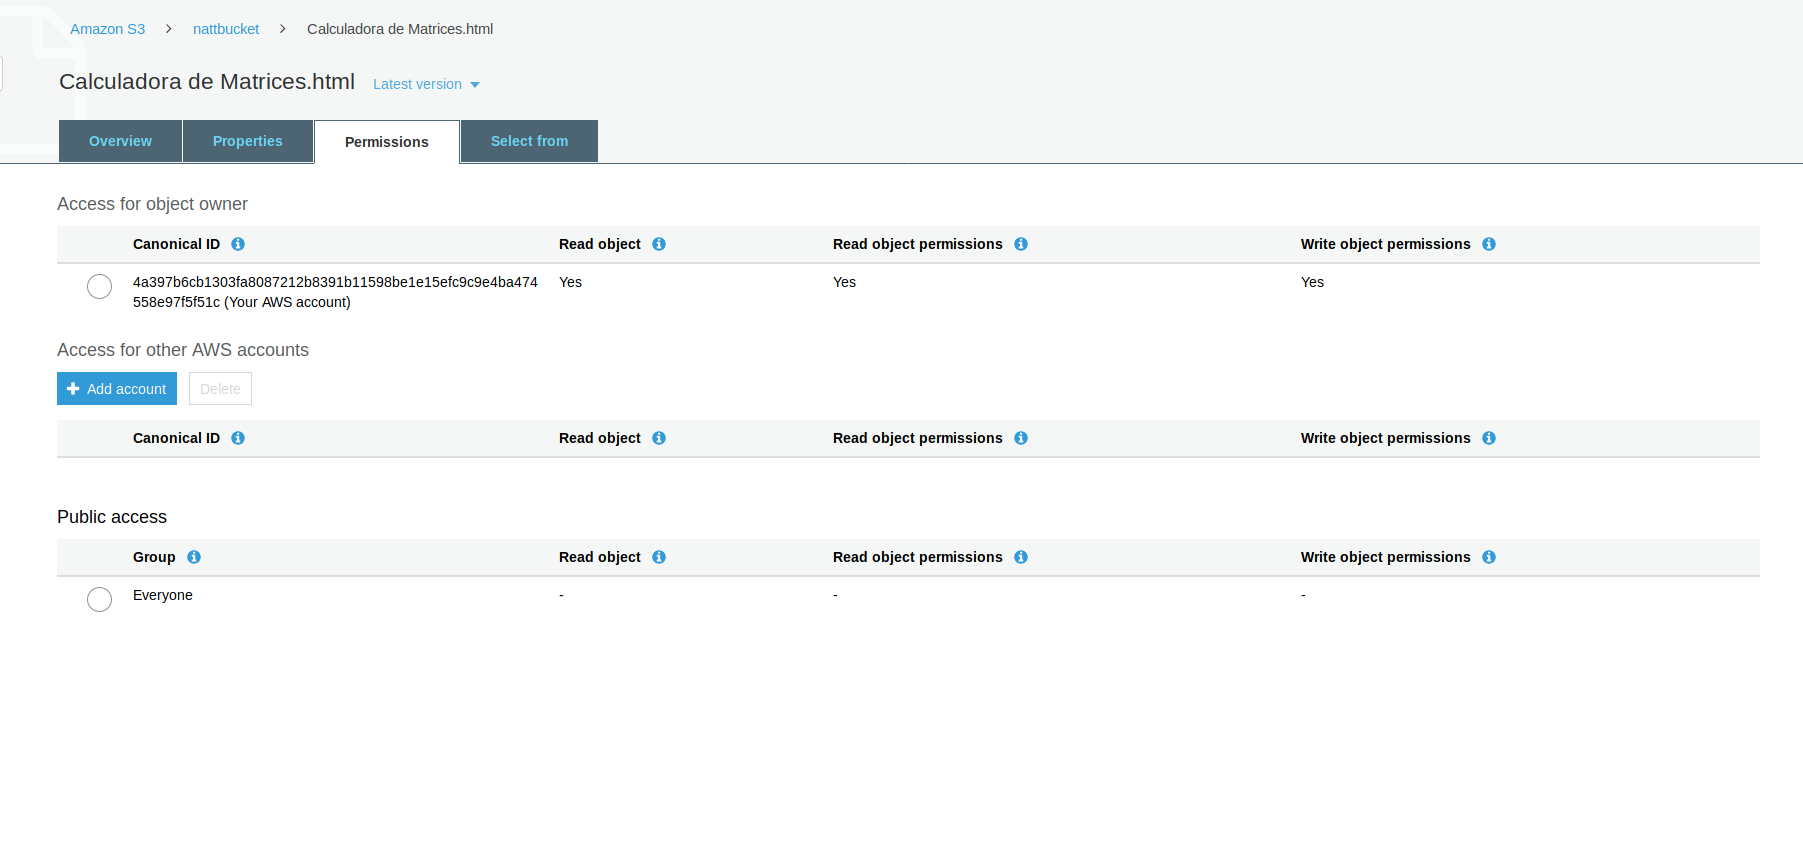 Amazon S3 > nattbucket > Calculadora de Matrices.html
Calculadora de Matrices.html Latest version
Overview Properties Permissions Select from
Access for object owner
Canonical ID Read object Read object permissions Write object permissions
4a397b6cb1303fa8087212b8391b11598be1e15efc9c9e4ba474 Yes Yes Yes
558e97f5f51c (Your AWS account)
Access for other AWS accounts
Add account Delete
Canonical ID Read object Read object permissions Write object permissions
Public access
Group Read object Read object permissions Write object permissions
Everyone - - -